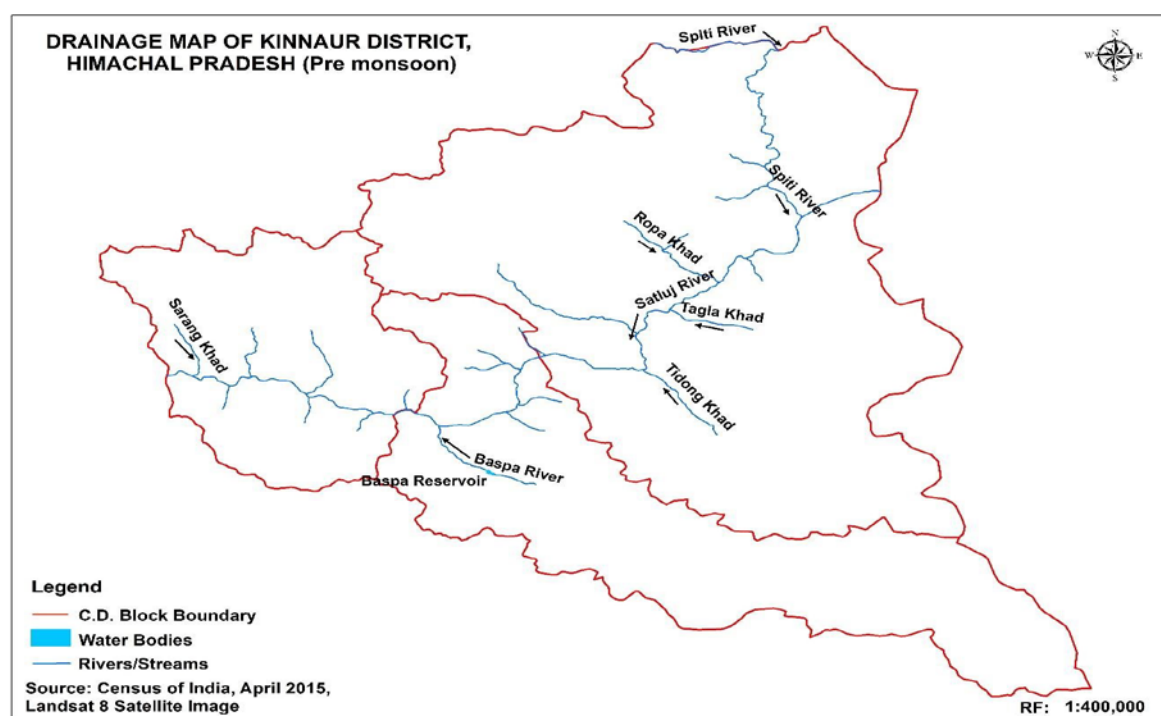 DRAINAGE MAP OF KINNAUR DISTRICT,
HIMACHAL PRADESH (Pre monsoon)
Spiti River
N
W
E
S
Spiti River
Ropa Khad
Satluj River
Tagla Khad
Sarang Khad
Tidong Khad
Baspa River
Baspa Reservoir
Legend
C.D. Block Boundary
Water Bodies
Rivers/Streams
Source: Census of India, April 2015,
Landsat 8 Satellite Image
RF: 1:400,000